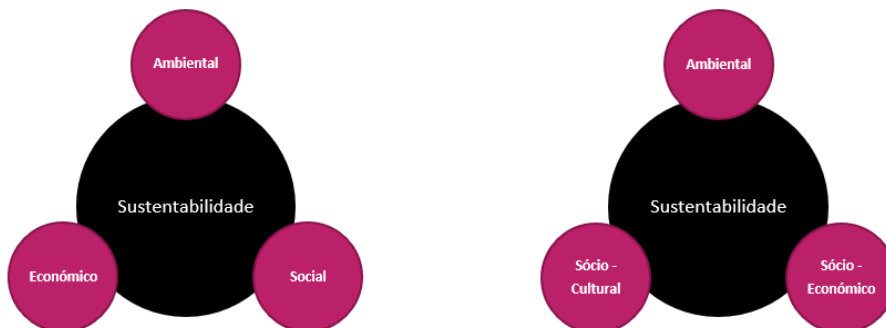 Ambiental
Sustentabilidade
Económico
Social
Ambiental
Sustentabilidade
Sócio -
Cultural
Sócio -
Económico